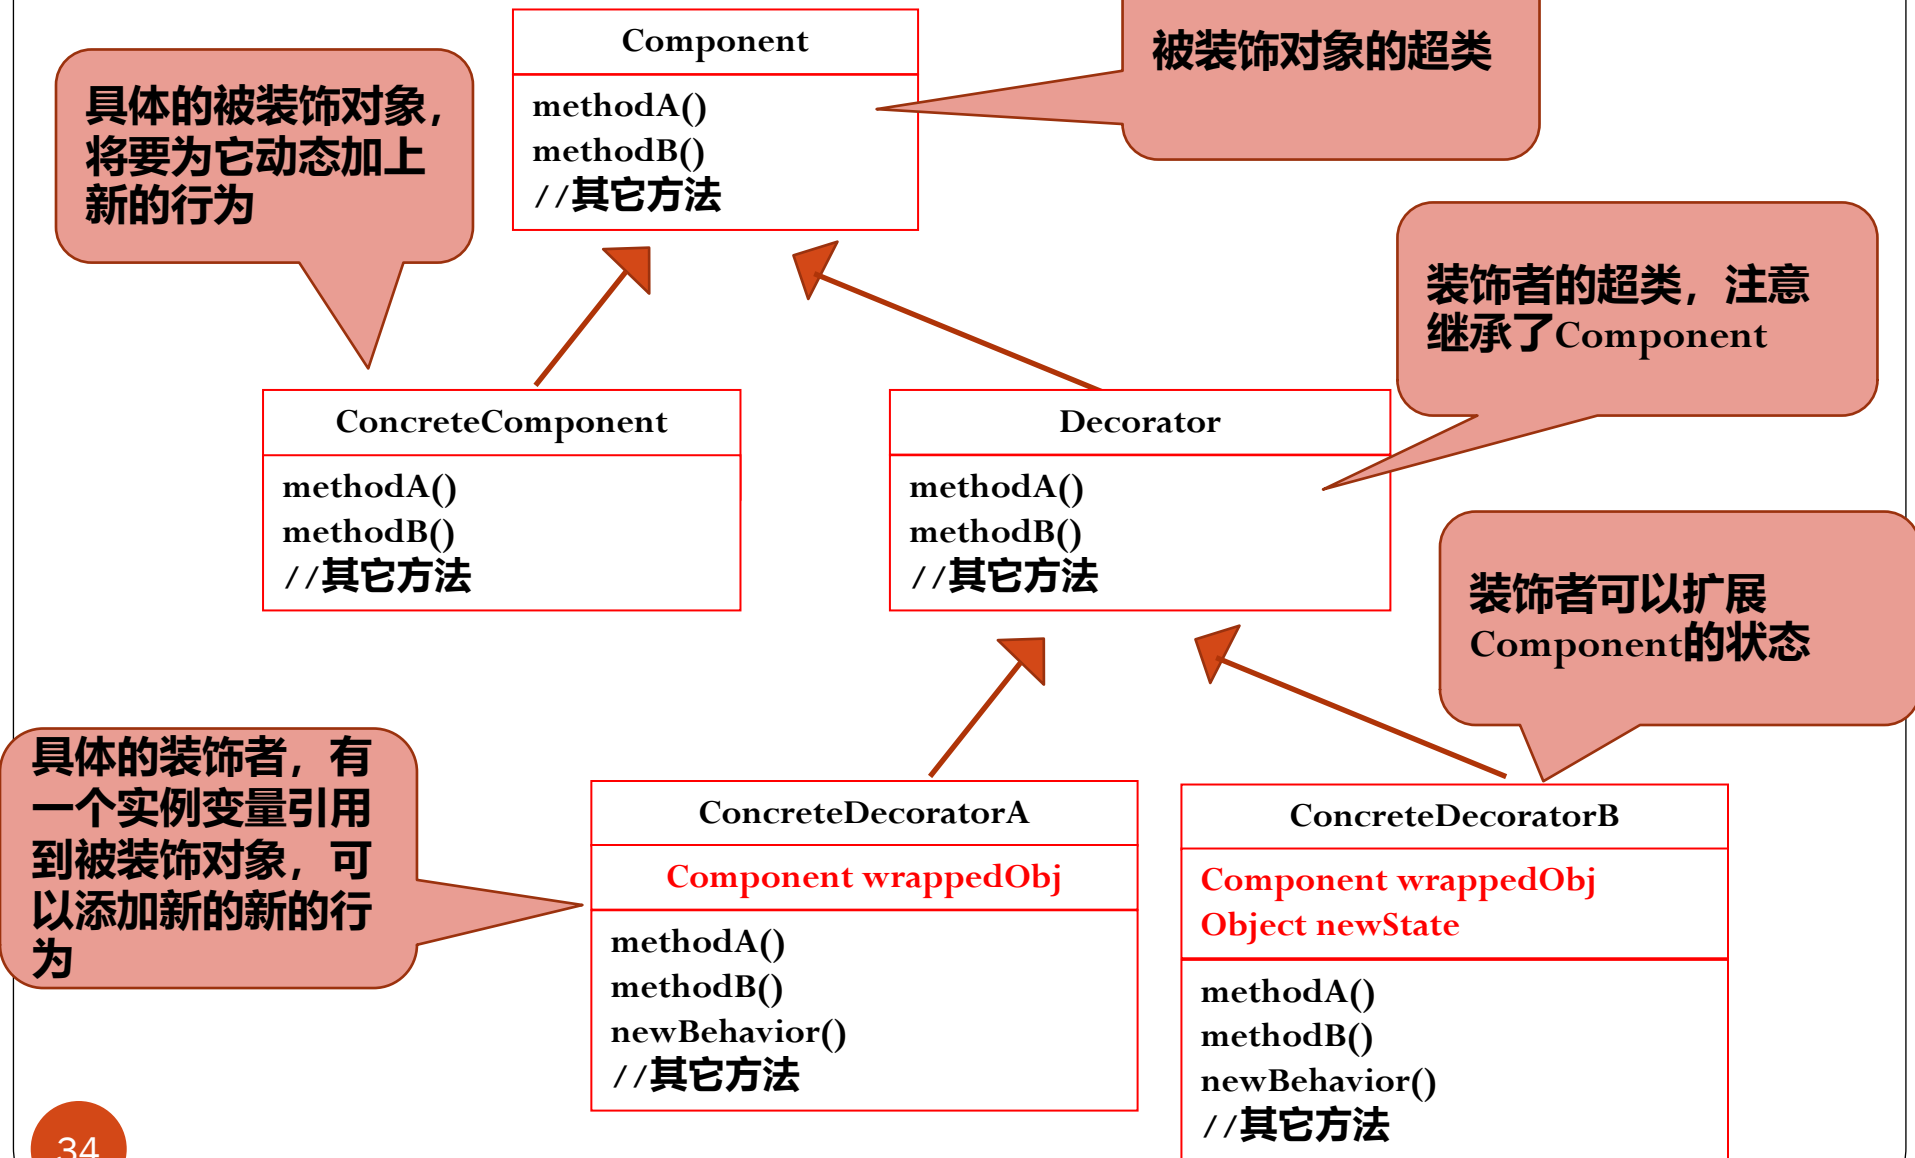 Component
methodA()
methodB()
//其它方法
被装饰对象的超类
具体的被装饰对象，
将要为它动态加上
新的行为
装饰者的超类，注意
继承了Component
ConcreteComponent
methodA()
methodB()
//其它方法
Decorator
methodA()
methodB()
//其它方法
装饰者可以扩展
Component的状态
具体的装饰者，有
一个实例变量引用
到被装饰对象，可
以添加新的新的行
为
ConcreteDecoratorA
Component wrappedObj
methodA()
methodB()
newBehavior()
//其它方法
ConcreteDecoratorB
Component wrappedObj
Object newState
methodA()
methodB()
newBehavior()
//其它方法
34